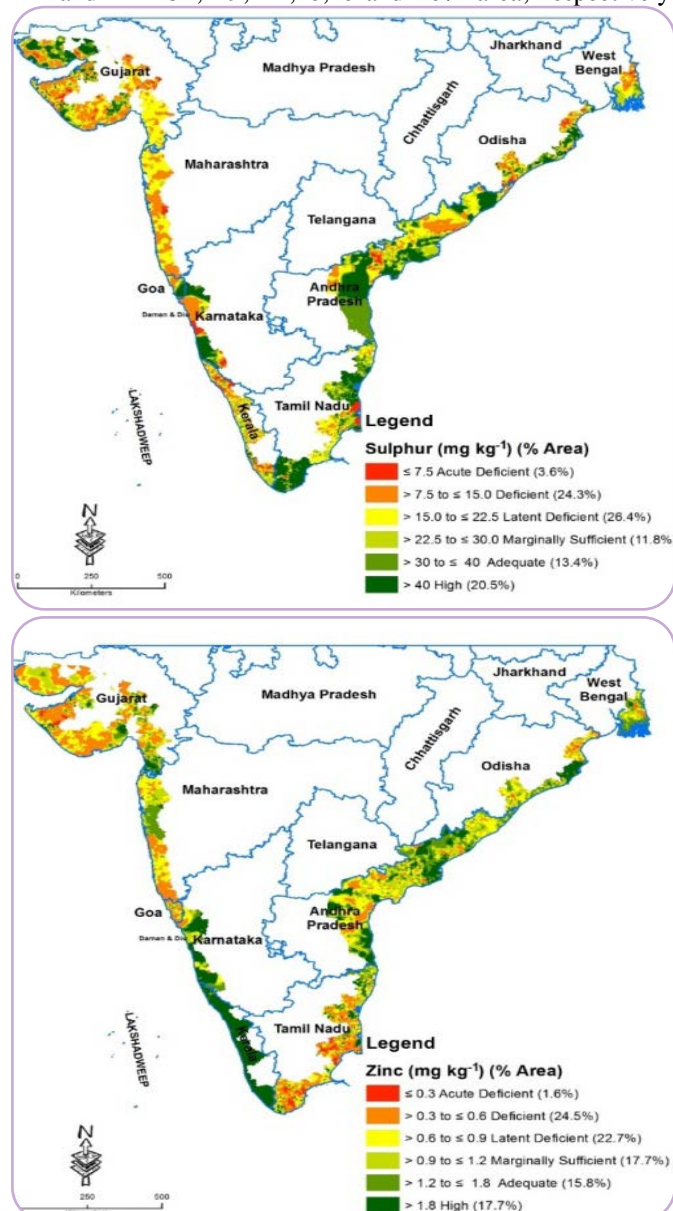 area, respectively
Jharkhand
West
Bengal
Madhya Pradesh
Gujarat
Chhattisgarh
Odisha
Maharashtra
Telangana
Goa
Daman & Diu
Karnataka
Andhra
Pradesh
LAKSHADWEEP
Kerala
Tamil Nadu
Legend
Sulphur (mg kg-1) (% Area)
≤ 7.5 Acute Deficient (3.6%)
> 7.5 to ≤ 15.0 Deficient (24.3%)
> 15.0 to ≤ 22.5 Latent Deficient (26.4%)
> 22.5 to ≤ 30.0 Marginally Sufficient (11.8%
> 30 to ≤ 40 Adequate (13.4%)
> 40 High (20.5%)
N
0 250 500
Kilometers
Jharkhand
West
Bengal
Madhya Pradesh
Gujarat
Chhattisgarh
Odisha
Maharashtra
Telangana
Goa
Daman & Diu
Karnataka
Andhra
Pradesh
LAKSHADWEEP
Kerala
Tamil Nadu
Legend
Zinc (mg kg-1) (% Area)
≤ 0.3 Acute Deficient (1.6%)
> 0.3 to ≤ 0.6 Deficient (24.5%)
> 0.6 to ≤ 0.9 Latent Deficient (22.7%)
> 0.9 to ≤ 1.2 Marginally Sufficient (17.7%
> 1.2 to ≤ 1.8 Adequate (15.8%)
> 1.8 High (17.7%)
N
250 500